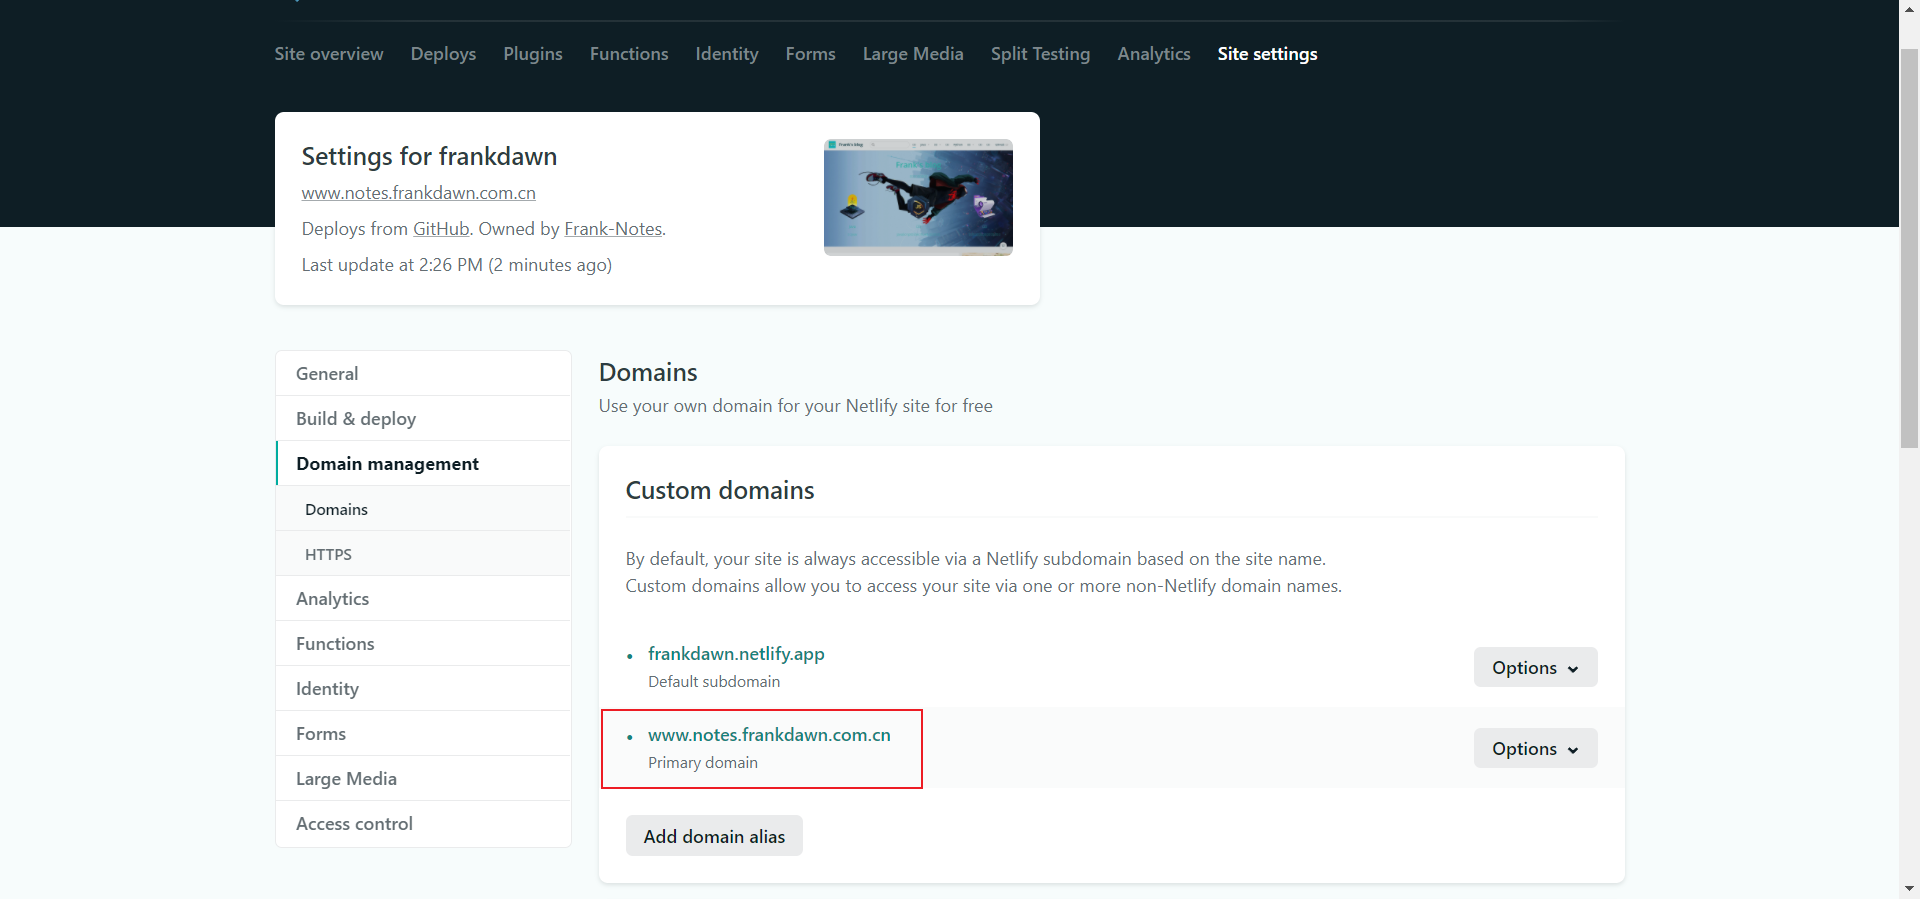 Site overview Deploys Plugins Functions Identity Forms Large Media Split Testing Analytics Site settings
Settings for frankdawn
www.notes.frankdawn.com.cn
Deploys from GitHub. Owned by Frank-Notes.
Last update at 2:26 PM (2 minutes ago)
General
Build & deploy
Domain management
Domains
HTTPS
Analytics
Functions
Identity
Forms
Large Media
Access control
Domains
Use your own domain for your Netlify site for free
Custom domains
By default, your site is always accessible via a Netlify subdomain based on the site name.
Custom domains allow you to access your site via one or more non-Netlify domain names.
frankdawn.netlify.app
Default subdomain
Options
www.notes.frankdawn.com.cn
Primary domain
Options
Add domain alias